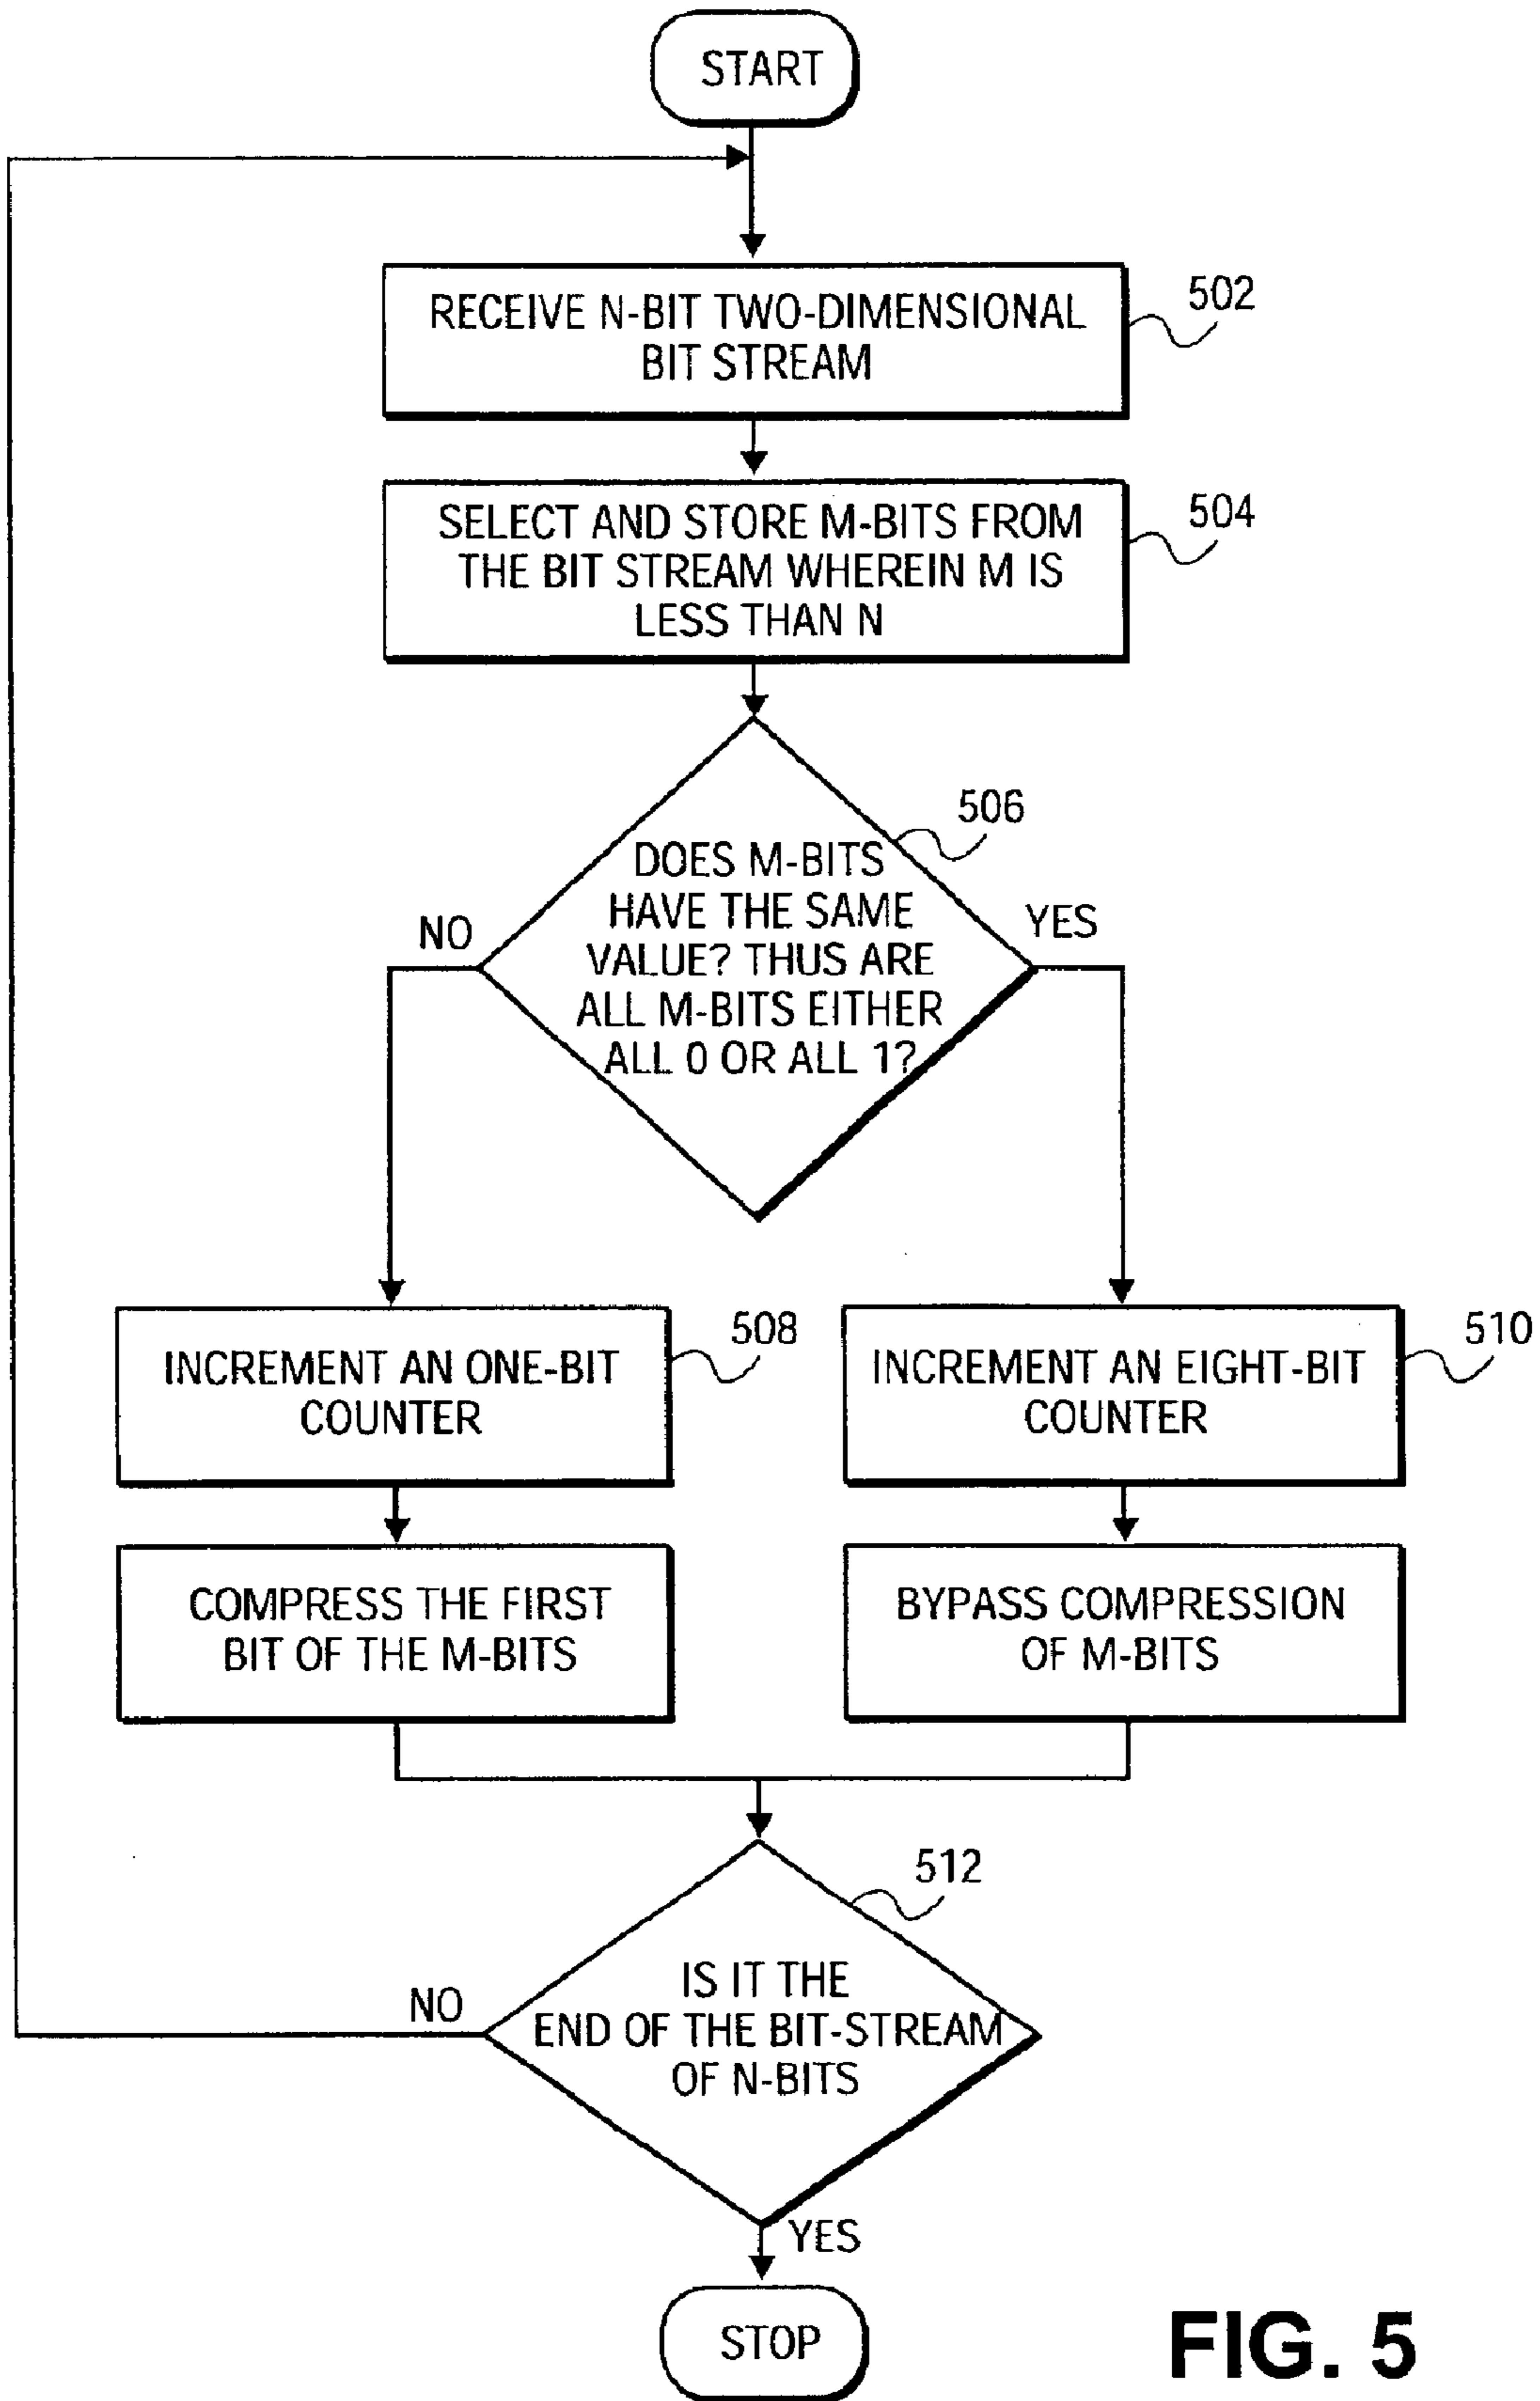 START
RECEIVE N-BIT TWO-DIMENSIONAL
BIT STREAM
502
SELECT AND STORE M-BITS FROM
THE BIT STREAM WHEREIN M IS
LESS THAN N
504
506
DOES M-BITS
HAVE THE SAME
VALUE? THUS ARE
ALL M-BITS EITHER
ALL 0 OR ALL 1?
NO
YES
INCREMENT AN ONE-BIT
COUNTER
508
INCREMENT AN EIGHT-BIT
COUNTER
510
COMPRESS THE FIRST
BIT OF THE M-BITS
BYPASS COMPRESSION
OF M-BITS
512
IS IT THE
END OF THE BIT-STREAM
OF N-BITS
NO
YES
STOP
FIG. 5